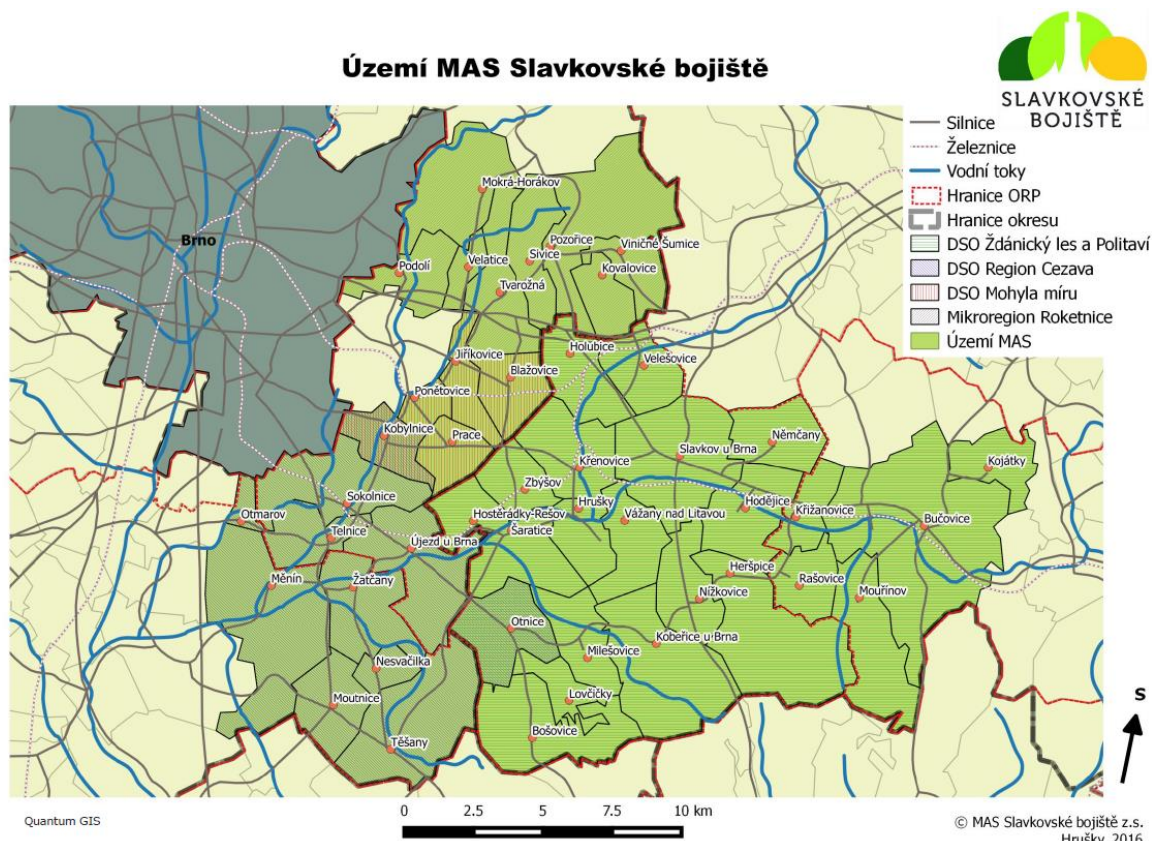 Území MAS Slavkovské bojiště
SLAVKOVSKÉ
BOJIŠTĚ
Silnice
Železnice
Vodní toky
Hranice ORP
Hranice okresu
DSO Ždánický les a Politaví
DSO Region Cezava
DSO Mohyla míru
Mikroregion Roketnice
Území MAS
Mokrá-Horákov
Brno
Pozořice
Viničné Šumice
Sivice
Velatice
Podolí
Kovalovice
Tvarožná
Holubice
Jiříkovice
Velešovice
Blažovice
Ponětovice
Kobylnice
Prace
Němčany
Slavkov u Brna
Křenovice
Kojátky
Zbýšov
Sokolnice
Hrušky
Hodějice
Otmarov
Hostěrádky-Rešov
Vážany nad Litavou
Křižanovice
Bučovice
Šaratice
Telnice
Újezd u Brna
Heršpice
Měnín
Žatčany
Rašovice
Nížkovice
Mouřínov
Otnice
Kobeřice u Brna
Milešovice
Nesvačilka
Lovčičky
Moutnice
Bošovice
Těšany
S
0 2.5 5 7.5 10 km
Quantum GIS
© MAS Slavkovské bojiště z.s.
Hrušky, 2016